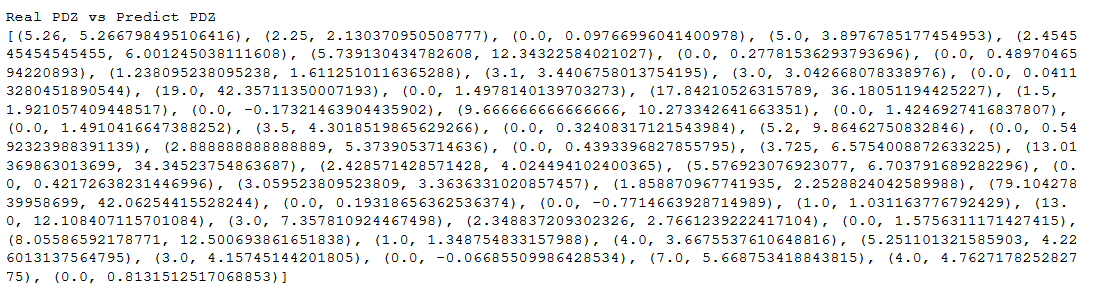 Real PDZ vs Predict PDZ
[(5.26, 5.266798495106416), (2.25, 2.130370950508777), (0.0, 0.09766996041400978), (5.0, 3.8976785177454953), (2.4545
45454545455, 6.001245038111608), (5.739130434782608, 12.34322584021027), (0.0, 0.27781536293793696), (0.0, 0.48970465
94220893), (1.238095238095238, 1.6112510116365288), (3.1, 3.4406758013754195), (3.0, 3.042668078338976), (0.0, 0.0411
3280451890544), (19.0, 42.35711350007193), (0.0, 1.4978140139703273), (17.84210526315789, 36.18051194425227), (1.5,
1.921057409448517), (0.0, -0.17321463904435902), (9.666666666666666, 10.273342641663351), (0.0, 1.4246927416837807),
(0.0, 1.4910416647388252), (3.5, 4.3018519865629266), (0.0, 0.32408317121543984), (5.2, 9.86462750832846), (0.0, 0.54
92323988391139), (2.888888888888889, 5.3739053714636), (0.0, 0.4393396827855795), (3.725, 6.5754008872633225), (13.01
369863013699, 34.34523754863687), (2.428571428571428, 4.024494102400365), (5.576923076923077, 6.703791689282296), (0.
0, 0.42172638231446996), (3.059523809523809, 3.3636331020857457), (1.858870967741935, 2.2528824042589988), (79.104278
39958699, 42.06254415528244), (0.0, 0.19318656362536374), (0.0, -0.7714663928714989), (1.0, 1.031163776792429), (13.
0, 12.108407115701084), (3.0, 7.357810924467498), (2.348837209302326, 2.7661239222417104), (0.0, 1.5756311171427415),
(8.05586592178771, 12.500693861651838), (1.0, 1.348754833157988), (4.0, 3.6675537610648816), (5.251101321585903, 4.22
6013137564795), (3.0, 4.15745144201805), (0.0, -0.06685509986428534), (7.0, 5.668753418843815), (4.0, 4.7627178252827
75), (0.0, 0.8131512517068853)]